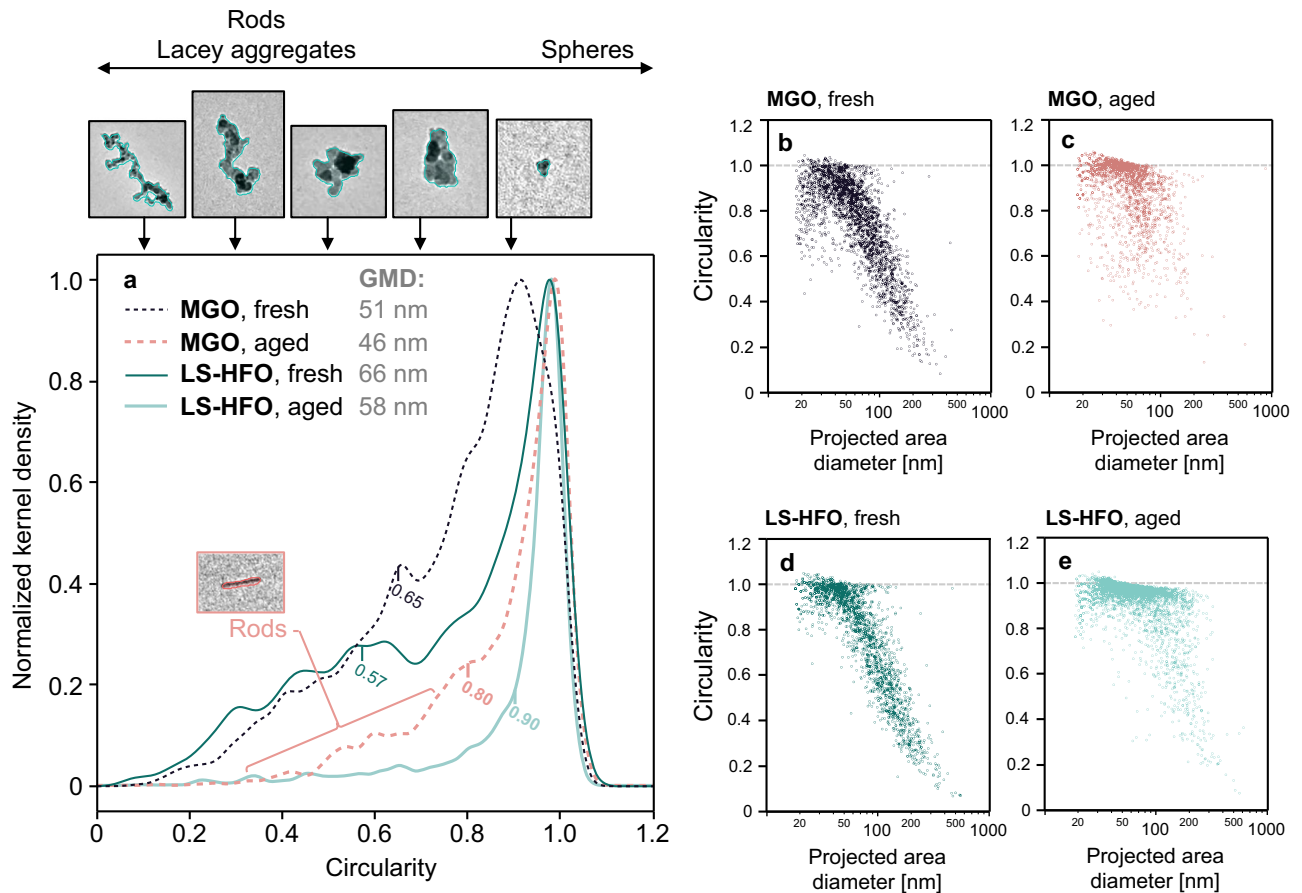 Rods
Lacey aggregates
Spheres
a
GMD:
MGO, fresh 51 nm
MGO, aged 46 nm
LS-HFO, fresh 66 nm
LS-HFO, aged 58 nm
Normalized kernel density
1.0
0.8
0.6
0.4
0.2
0
0.65
Rods
0.57
0.80
0.90
0 0.2 0.4 0.6 0.8 1.0 1.2
Circularity
MGO, fresh
b
Circularity
1.2
1.0
0.8
0.6
0.4
0.2
0
20 50 100 200 500 1000
Projected area
diameter [nm]
MGO, aged
c
1.2
1.0
0.8
0.6
0.4
0.2
0
20 50 100 200 500 1000
Projected area
diameter [nm]
LS-HFO, fresh
d
Circularity
1.2
1.0
0.8
0.6
0.4
0.2
0
20 50 100 200 500 1000
Projected area
diameter [nm]
LS-HFO, aged
e
1.2
1.0
0.8
0.6
0.4
0.2
0
20 50 100 200 500 1000
Projected area
diameter [nm]